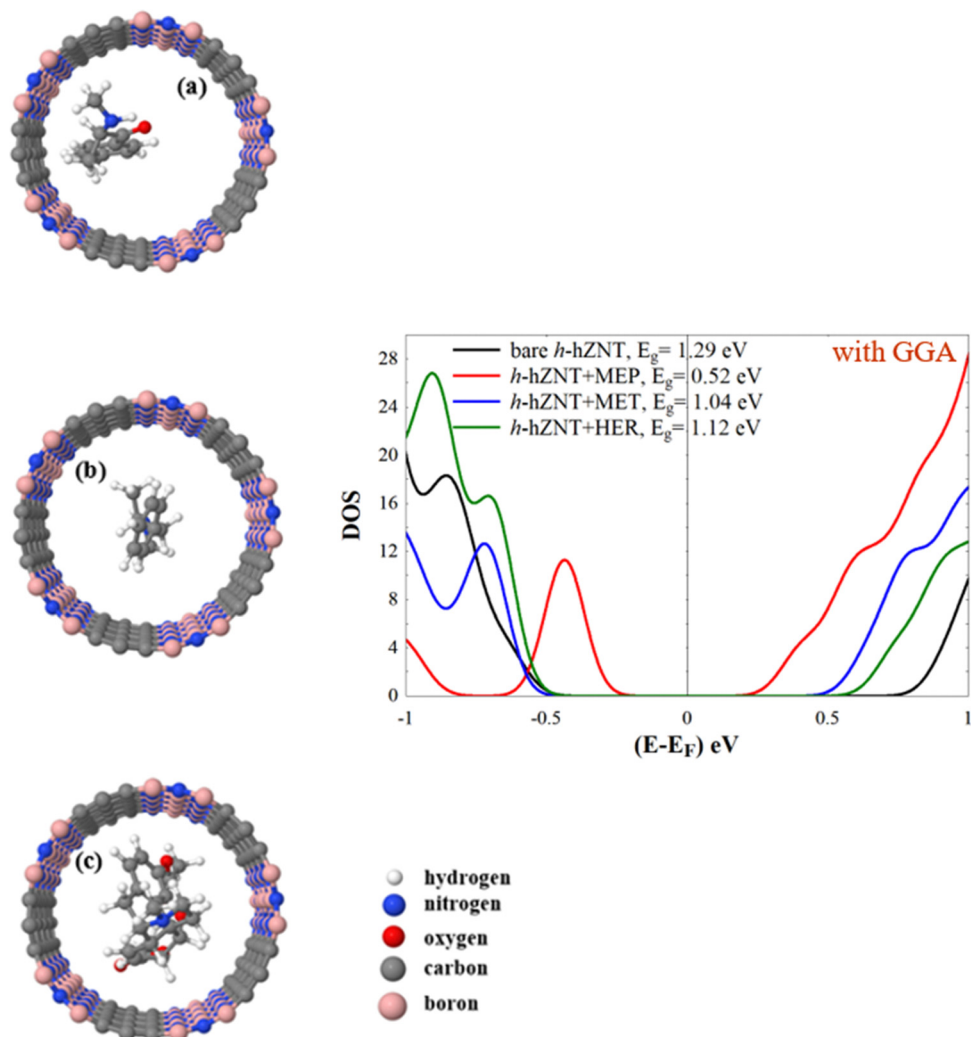 (a)
(b)
(c)
with GGA
bare h-hZNT, Eg= 1.29 eV
h-hZNT+MEP, Eg= 0.52 eV
h-hZNT+MET, Eg= 1.04 eV
h-hZNT+HER, Eg= 1.12 eV
DOS
28
24
20
16
12
8
4
0
-1
-0.5
0
0.5
1
(E-EF) eV
hydrogen
nitrogen
oxygen
carbon
boron